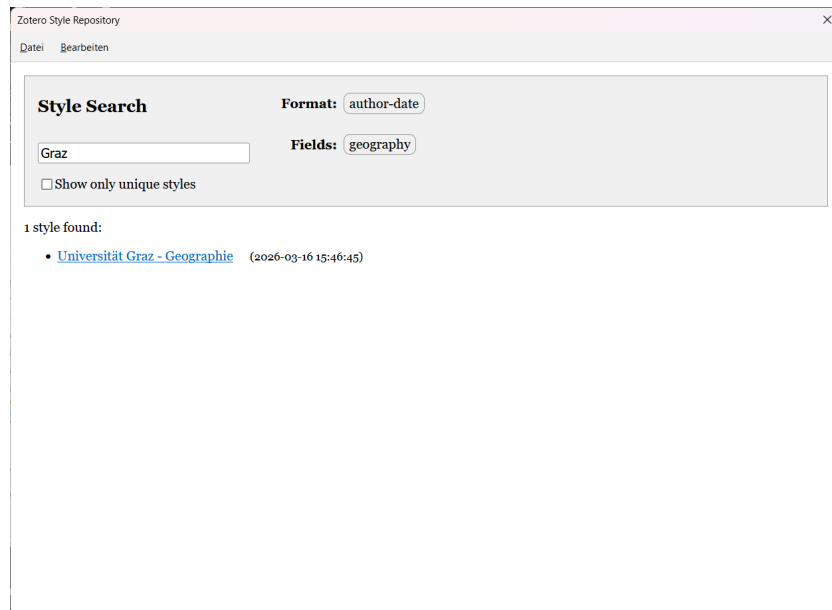 Zotero Style Repository
Datei Bearbeiten
Style Search
Format: author-date
Fields: geography
Graz
Show only unique styles
1 style found:
• Universität Graz - Geographie (2026-03-16 15:46:45)